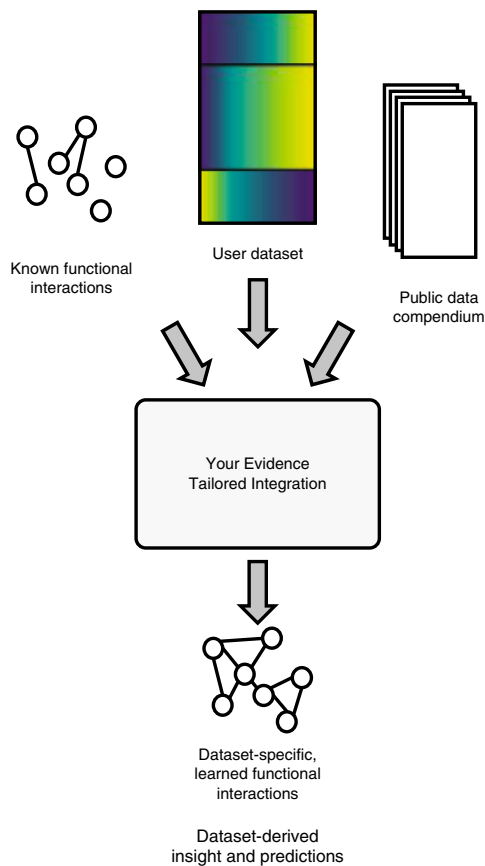 Known functional
interactions
User dataset
Public data
compendium
Your Evidence
Tailored Integration
Dataset-specific,
learned functional
interactions
Dataset-derived
insight and predictions